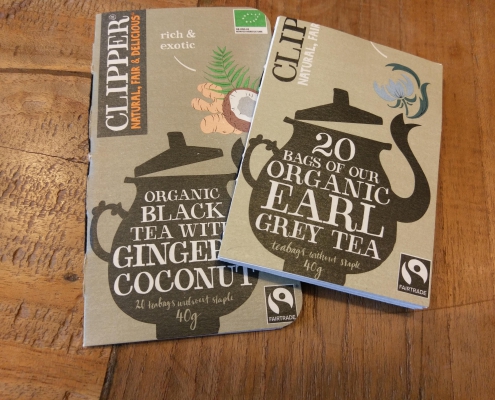 CLIPPER®
NATURAL, FAIR & DELICIOUS
rich &
exotic
ORGANIC
BLACK
TEA WITH
GINGER
COCONUT
20 teabags without staple
40g
FAIRTRADE
CLIP
NATURAL, FAIR
20
BAGS OF OUR
ORGANIC
EARL
GREY TEA
teabags without staple
40g
FAIRTRADE